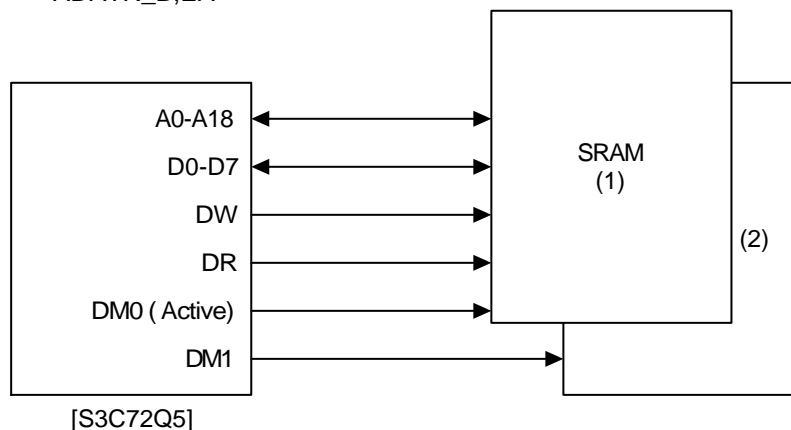 A0-A18
D0-D7
DW
DR
DM0 ( Active)
DM1
SRAM
(1)
(2)
[S3C72Q5]